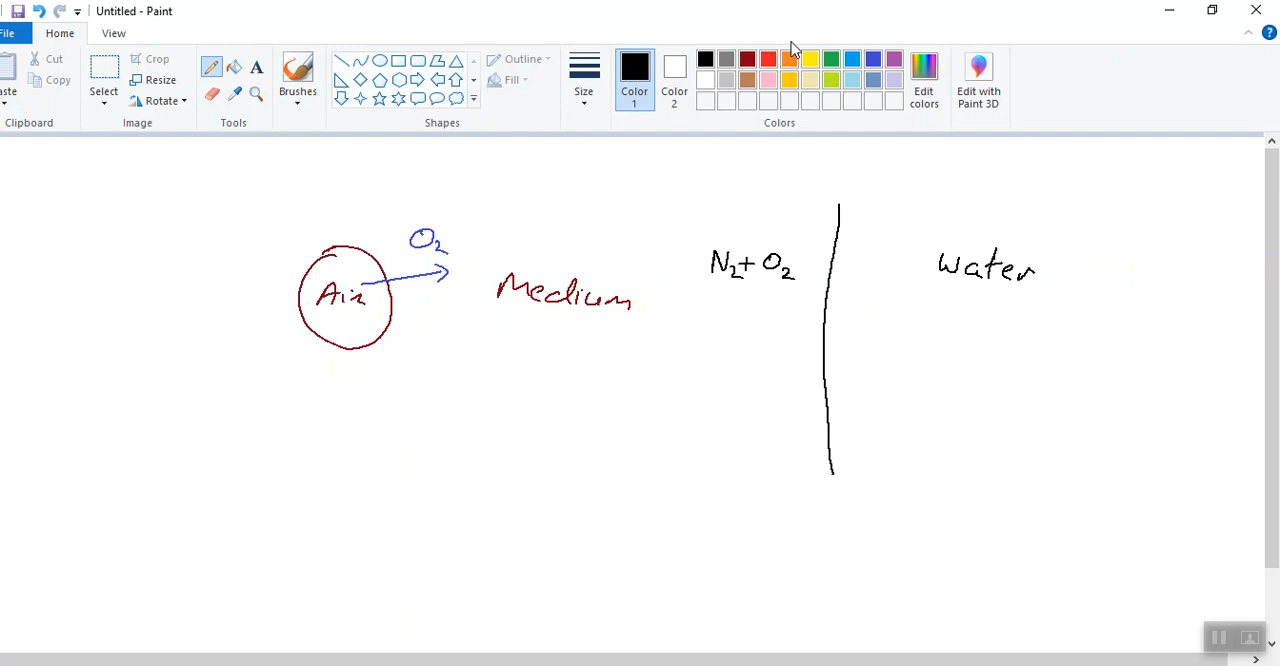 Untitled - Paint
File Home View
Cut
Copy
Clipboard
Select
Crop
Resize
Rotate
Image
A
Tools
Brushes
Shapes
Outline
Fill
Size
Color 1
Color 2
Edit colors
Colors
Edit with Paint 3D
O₂
Air
Medium
N₂+O₂
water